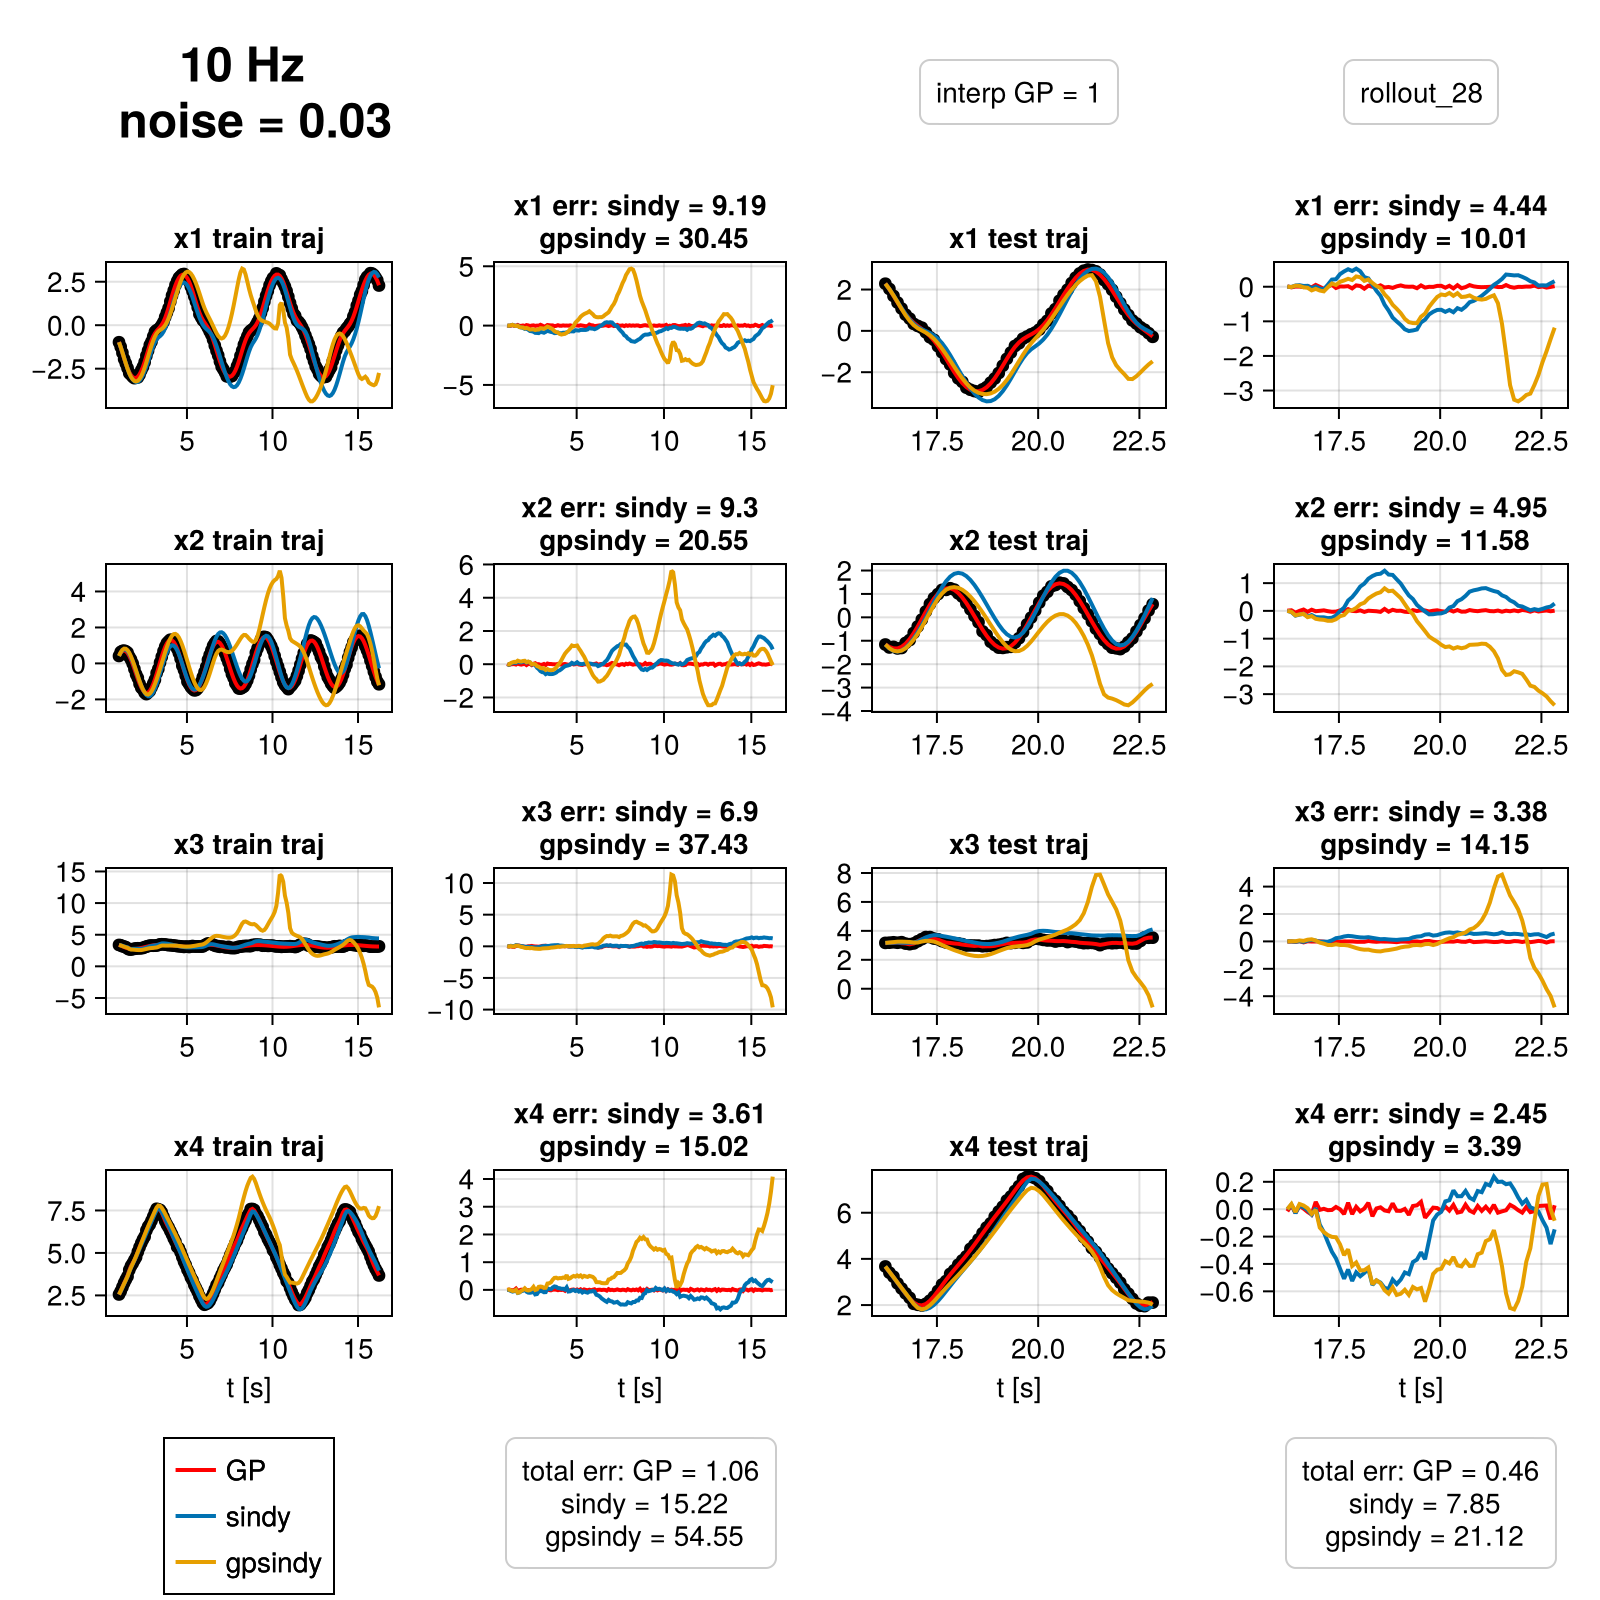 10 Hz
noise = 0.03
interp GP = 1
rollout_28
x1 train traj
2.5
0.0
−2.5
5
10
15
x1 err: sindy = 9.19
gpsindy = 30.45
5
0
−5
5
10
15
x1 test traj
2
0
−2
17.5
20.0
22.5
x1 err: sindy = 4.44
gpsindy = 10.01
0
−1
−2
−3
17.5
20.0
22.5
x2 train traj
4
2
0
−2
5
10
15
x2 err: sindy = 9.3
gpsindy = 20.55
6
4
2
0
−2
5
10
15
x2 test traj
2
1
0
−1
−2
−3
−4
17.5
20.0
22.5
x2 err: sindy = 4.95
gpsindy = 11.58
1
0
−1
−2
−3
17.5
20.0
22.5
x3 train traj
15
10
5
0
−5
5
10
15
x3 err: sindy = 6.9
gpsindy = 37.43
10
5
0
−5
−10
5
10
15
x3 test traj
8
6
4
2
0
17.5
20.0
22.5
x3 err: sindy = 3.38
gpsindy = 14.15
4
2
0
−2
−4
17.5
20.0
22.5
x4 train traj
7.5
5.0
2.5
5
10
15
t [s]
x4 err: sindy = 3.61
gpsindy = 15.02
4
3
2
1
0
5
10
15
t [s]
x4 test traj
6
4
2
17.5
20.0
22.5
t [s]
x4 err: sindy = 2.45
gpsindy = 3.39
0.2
0.0
−0.2
−0.4
−0.6
17.5
20.0
22.5
t [s]
GP
sindy
gpsindy
total err: GP = 1.06
sindy = 15.22
gpsindy = 54.55
total err: GP = 0.46
sindy = 7.85
gpsindy = 21.12